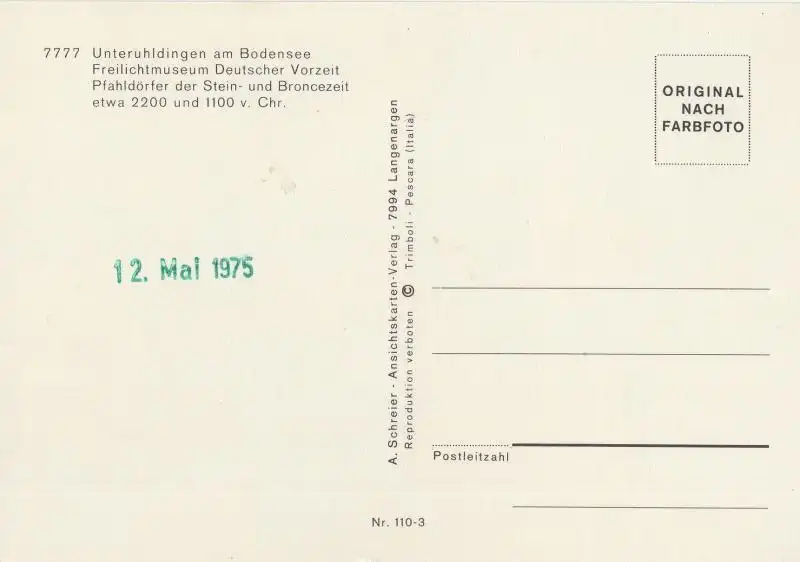 7777 Unteruhldingen am Bodensee
Freilichtmuseum Deutscher Vorzeit
Pfahldörfer der Stein- und Broncezeit
etwa 2200 und 1100 v. Chr.
12. Mai 1975
A. Schreier - Ansichtskarten-Verlag - 7994 Langenargen
Reproduktion verboten © Trimboli - Pescara (Italia)
ORIGINAL
NACH
FARBFOTO
Postleitzahl
Nr. 110-3